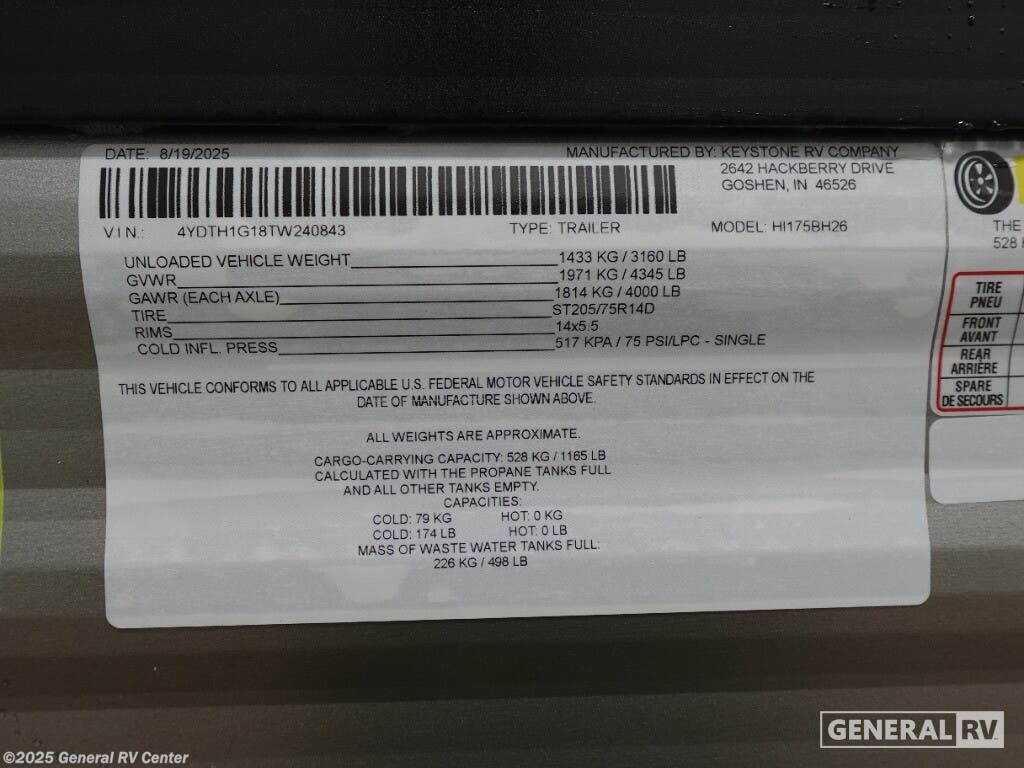 DATE: 8/19/2025
MANUFACTURED BY: KEYSTONE RV COMPANY
2642 HACKBERRY DRIVE
GOSHEN, IN 46526
V I N.: 4YDTH1G18TW240843 TYPE: TRAILER MODEL: HI175BH26
UNLOADED VEHICLE WEIGHT 1433 KG / 3160 LB
GVWR 1971 KG / 4345 LB
GAWR (EACH AXLE) 1814 KG / 4000 LB
TIRE ST205/75R14D
RIMS 14x5.5
COLD INFL. PRESS 517 KPA / 75 PSI/LPC - SINGLE
THIS VEHICLE CONFORMS TO ALL APPLICABLE U.S. FEDERAL MOTOR VEHICLE SAFETY STANDARDS IN EFFECT ON THE
DATE OF MANUFACTURE SHOWN ABOVE.
ALL WEIGHTS ARE APPROXIMATE.
CARGO-CARRYING CAPACITY: 528 KG / 1165 LB
CALCULATED WITH THE PROPANE TANKS FULL
AND ALL OTHER TANKS EMPTY.
CAPACITIES:
COLD: 79 KG HOT: 0 KG
COLD: 174 LB HOT: 0 LB
MASS OF WASTE WATER TANKS FULL:
226 KG / 498 LB
THE
528
TIRE
PNEU
FRONT
AVANT
REAR
ARRIÈRE
SPARE
DE SECOURS
GENERAL RV
©2025 General RV Center